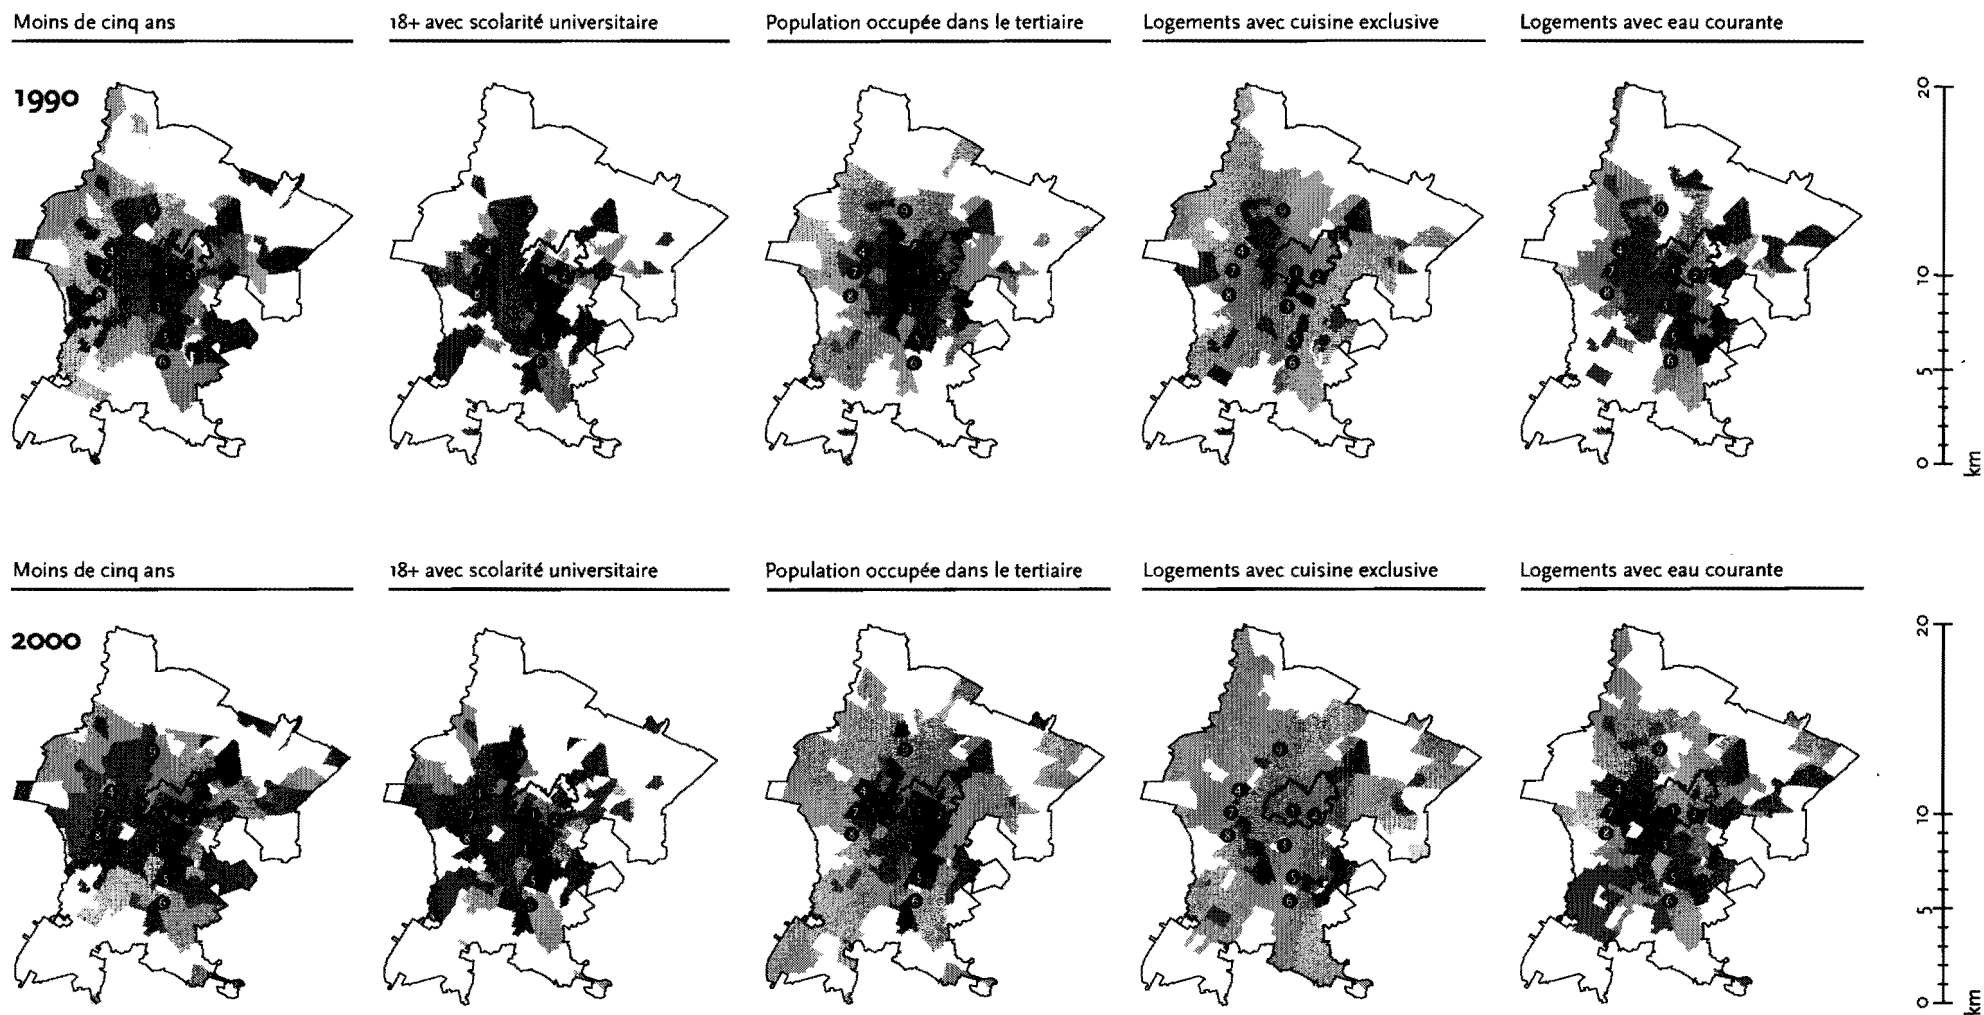 Moins de cinq ans
18+ avec scolarité universitaire
Population occupée dans le tertiaire
Logements avec cuisine exclusive
Logements avec eau courante
1990
20
10
5
0
km
Moins de cinq ans
18+ avec scolarité universitaire
Population occupée dans le tertiaire
Logements avec cuisine exclusive
Logements avec eau courante
2000
20
10
5
0
km